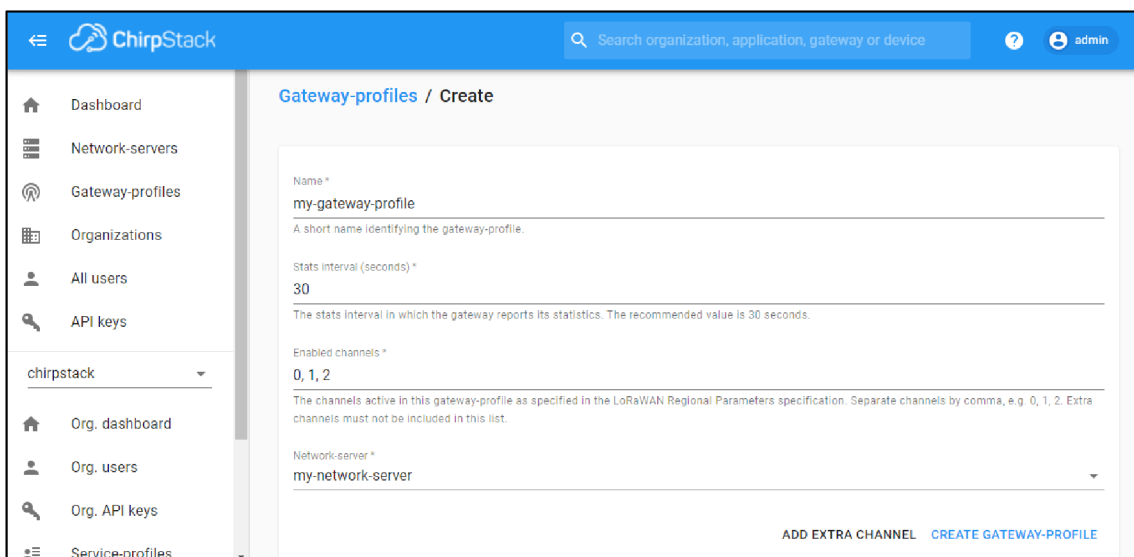 ChirpStack
Search organization, application, gateway or device
? admin
Dashboard
Network-servers
Gateway-profiles
Organizations
All users
API keys
chirpstack
Org. dashboard
Org. users
Org. API keys
Service-profiles
Gateway-profiles / Create
Name *
my-gateway-profile
A short name identifying the gateway-profile.
Stats interval (seconds) *
30
The stats interval in which the gateway reports its statistics. The recommended value is 30 seconds.
Enabled channels *
0, 1, 2
The channels active in this gateway-profile as specified in the LoRaWAN Regional Parameters specification. Separate channels by comma, e.g. 0, 1, 2. Extra
channels must not be included in this list.
Network-server *
my-network-server
ADD EXTRA CHANNEL CREATE GATEWAY-PROFILE